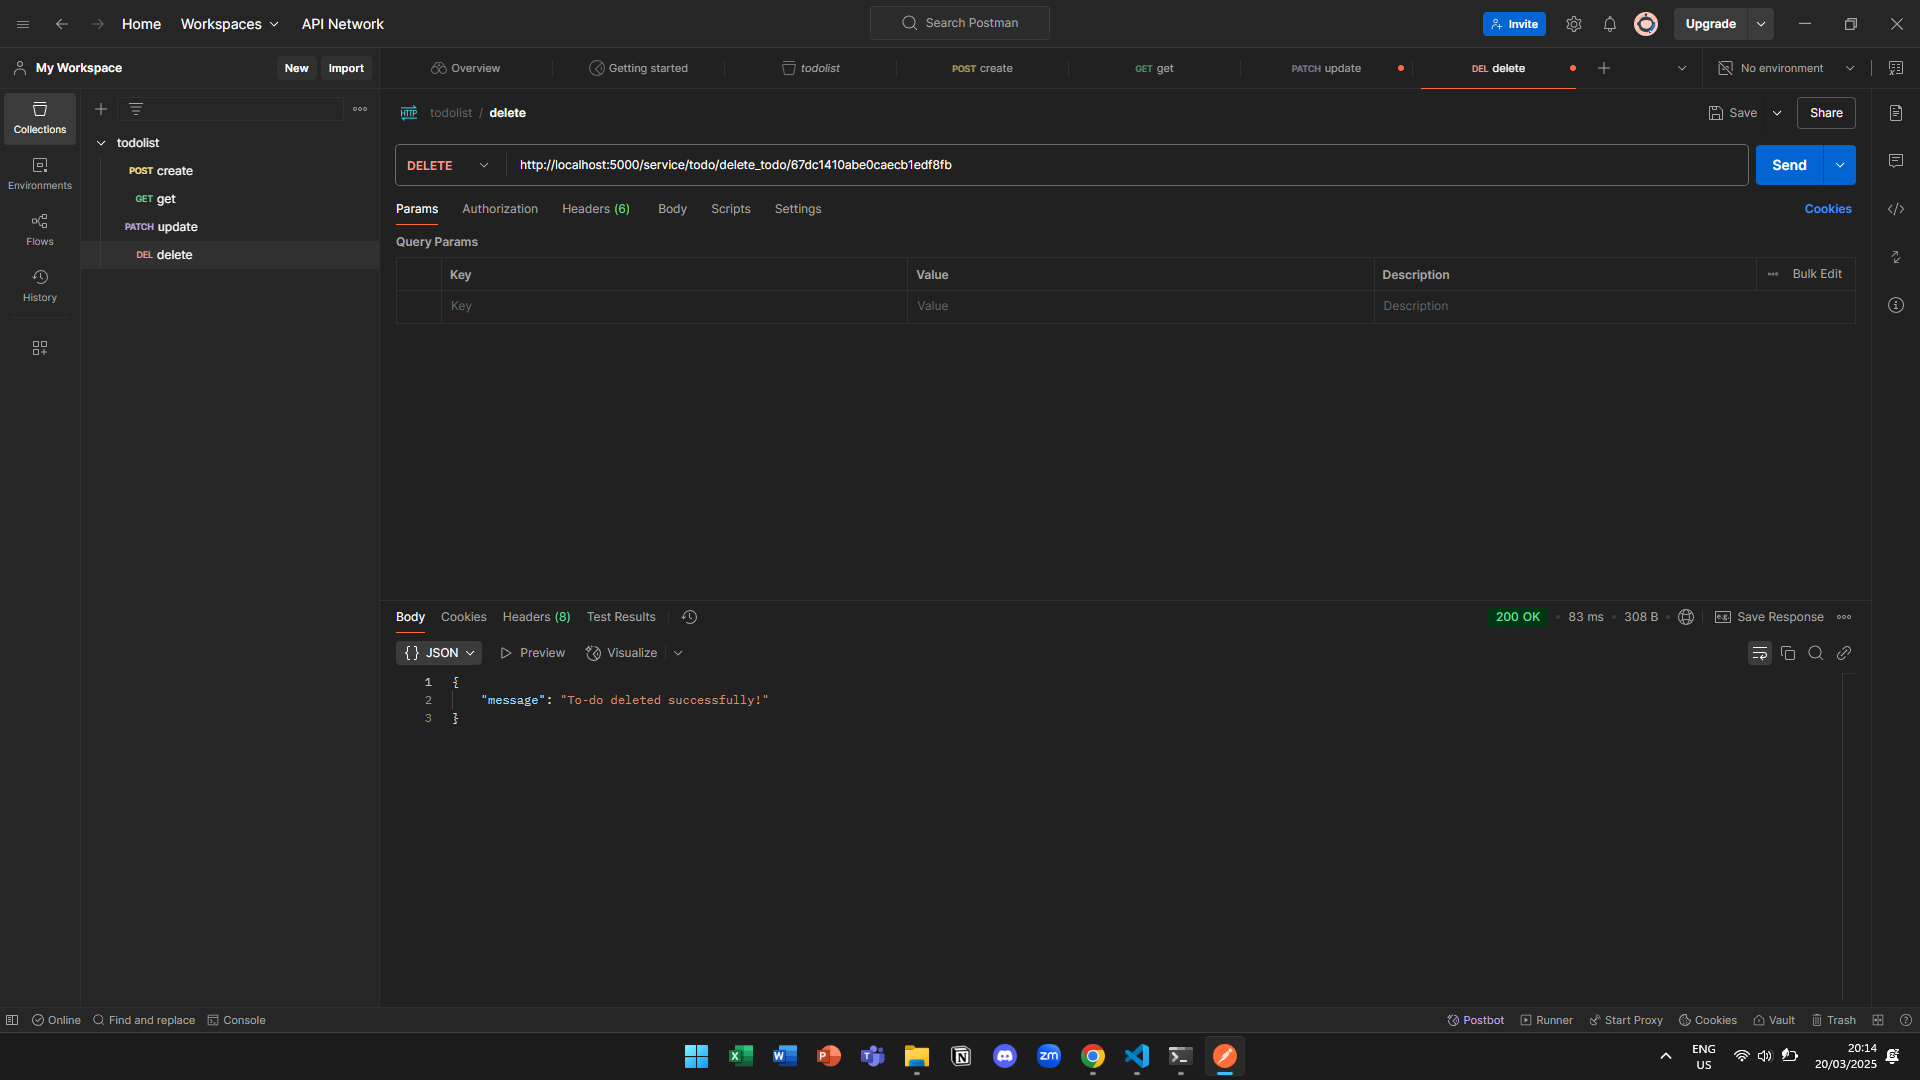 Home Workspaces API Network Search Postman Invite Upgrade
My Workspace New Import Overview Getting started todolist POST create GET get PATCH update DEL delete No environment
Collections
Environments
Flows
History
todolist
POST create
GET get
PATCH update
DEL delete
HTTP todolist / delete Save Share
DELETE http://localhost:5000/service/todo/delete_todo/67dc1410abe0caecb1edf8fb Send
Params Authorization Headers (6) Body Scripts Settings Cookies
Query Params
Key Value Description Bulk Edit
Key Value Description
Body Cookies Headers (8) Test Results 200 OK 83 ms 308 B e.g. Save Response
{} JSON Preview Visualize
1 {
2 "message": "To-do deleted successfully!"
3 }
Online Find and replace Console Postbot Runner Start Proxy Cookies Vault Trash
zm ENG 20:14
US 20/03/2025